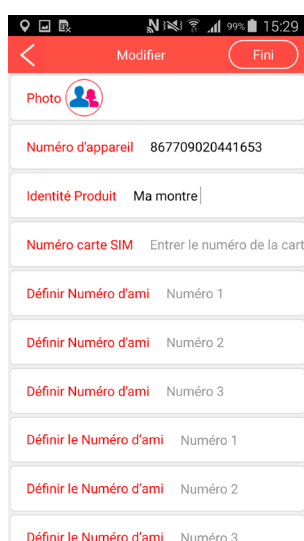 99% 15:29
Modifier Fini
Photo
Numéro d'appareil 867709020441653
Identité Produit Ma montre
Numéro carte SIM Entrer le numéro de la cart
Définir Numéro d'ami Numéro 1
Définir Numéro d'ami Numéro 2
Définir Numéro d'ami Numéro 3
Définir le Numéro d'ami Numéro 1
Définir le Numéro d'ami Numéro 2
Définir le Numéro d'ami Numéro 3